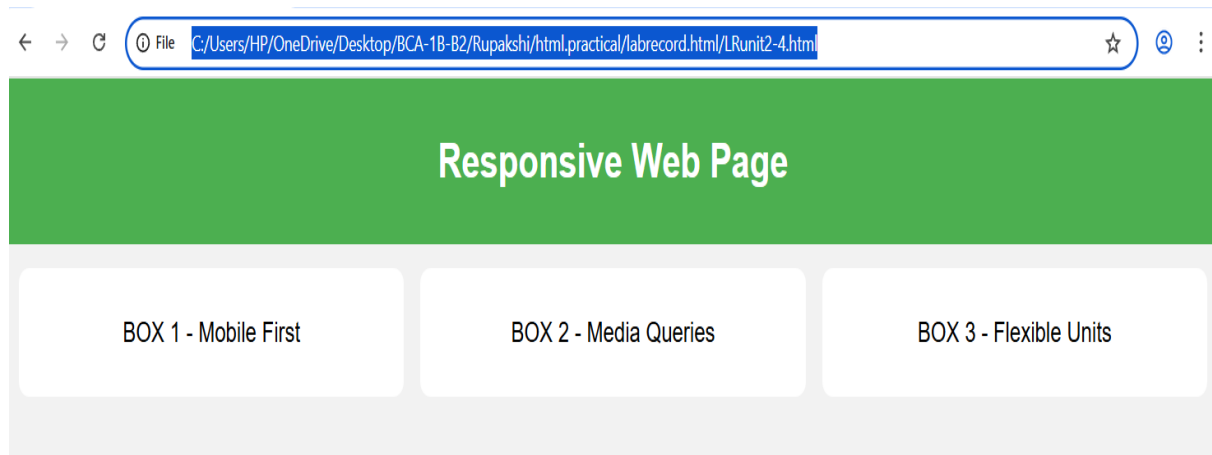 File C:/Users/HP/OneDrive/Desktop/BCA-1B-B2/Rupakshi/html.practical/labrecord.html/LRunit2-4.html
Responsive Web Page
BOX 1 - Mobile First BOX 2 - Media Queries BOX 3 - Flexible Units